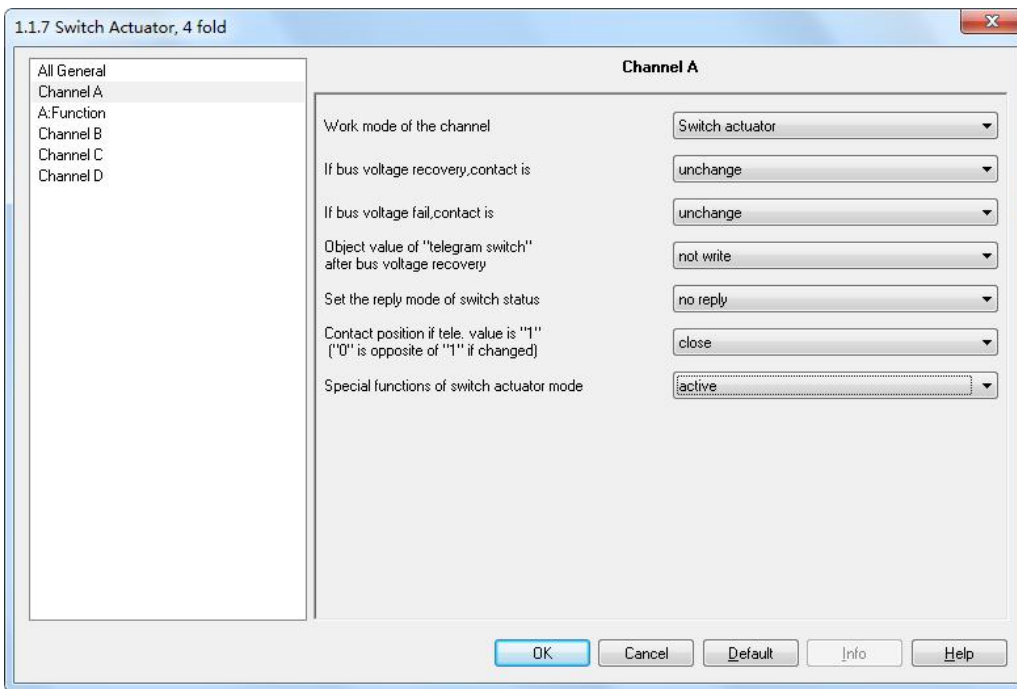 1.1.7 Switch Actuator, 4 fold
All General
Channel A
A:Function
Channel B
Channel C
Channel D
Channel A
Work mode of the channel
Switch actuator
If bus voltage recovery,contact is
unchange
If bus voltage fail,contact is
unchange
Object value of "telegram switch"
after bus voltage recovery
not write
Set the reply mode of switch status
no reply
Contact position if tele. value is "1"
("0" is opposite of "1" if changed)
close
Special functions of switch actuator mode
active
OK
Cancel
Default
Info
Help